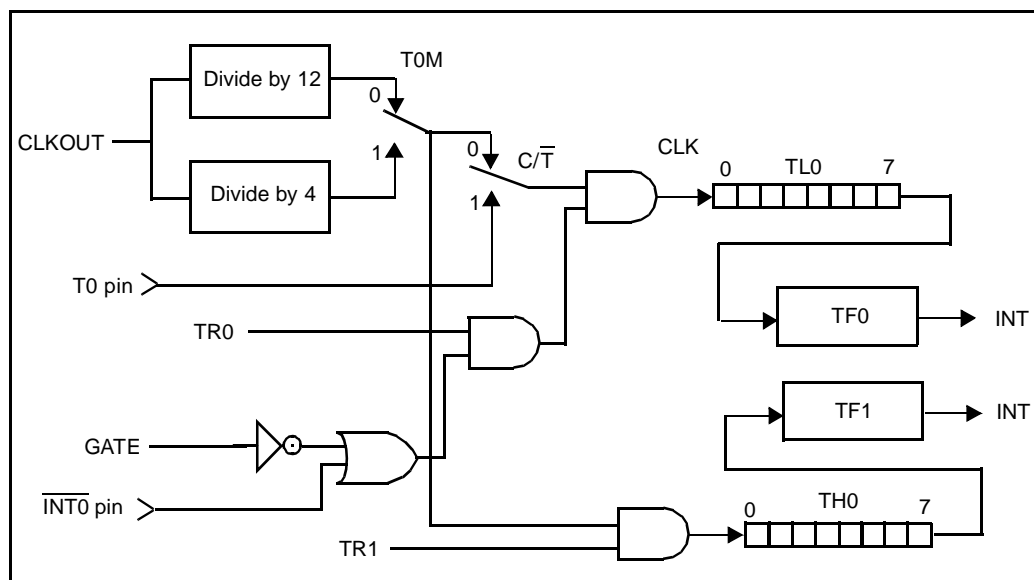 T0M
Divide by 12
0
CLKOUT
1
0
C/T̅
CLK
0 TL0 7
Divide by 4
1
T0 pin
TR0
TF0
INT
TF1
INT
GATE
I̅N̅T̅0̅ pin
0 TH0 7
TR1